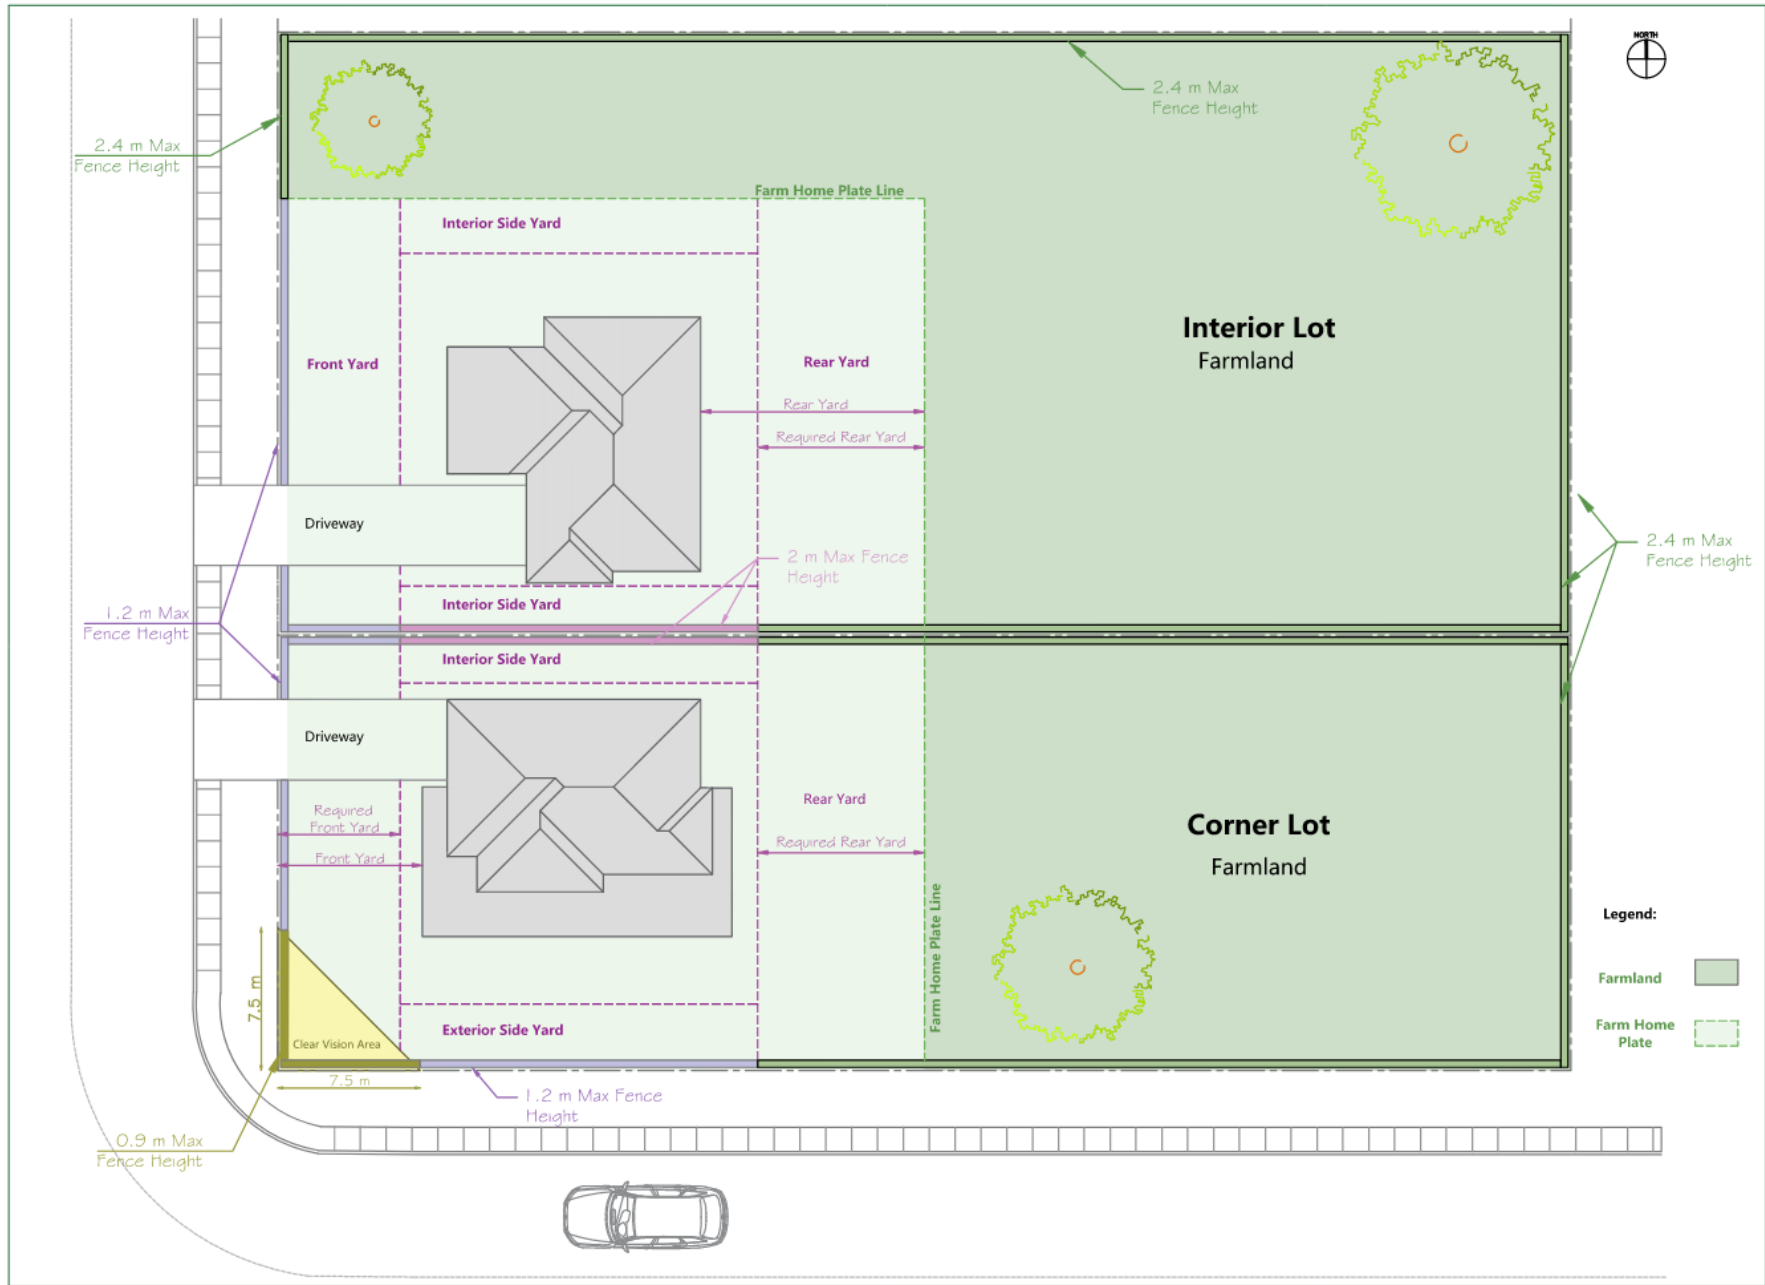 NORTH
2.4 m Max
Fence Height
2.4 m Max
Fence Height
Farm Home Plate Line
Interior Side Yard
Interior Lot
Farmland
Front Yard
Rear Yard
Rear Yard
Required Rear Yard
Driveway
2 m Max Fence
Height
2.4 m Max
Fence Height
1.2 m Max
Fence Height
Interior Side Yard
Interior Side Yard
Driveway
Required
Front Yard
Front Yard
Rear Yard
Required Rear Yard
Corner Lot
Farmland
Farm Home Plate Line
Legend:
Farmland
Farm Home
Plate
7.5 m
Clear Vision Area
Exterior Side Yard
7.5 m
1.2 m Max Fence
Height
0.9 m Max
Fence Height